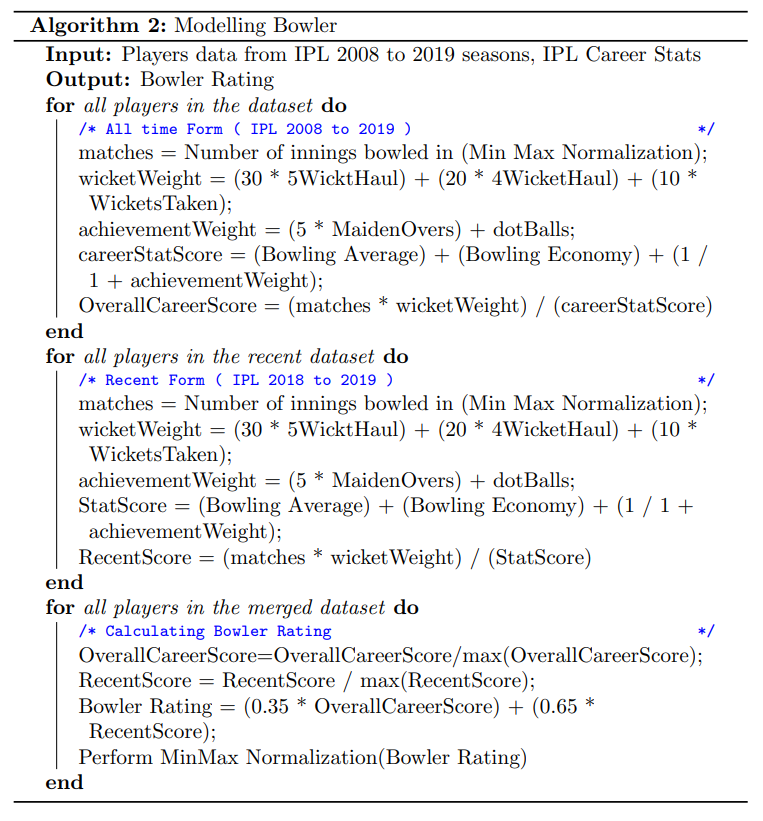 Algorithm 2: Modelling Bowler
Input: Players data from IPL 2008 to 2019 seasons, IPL Career Stats
Output: Bowler Rating
for all players in the dataset do
/* All time Form ( IPL 2008 to 2019 ) */
matches = Number of innings bowled in (Min Max Normalization);
wicketWeight = (30 * 5WicktHaul) + (20 * 4WicketHaul) + (10 *
WicketsTaken);
achievementWeight = (5 * MaidenOvers) + dotBalls;
careerStatScore = (Bowling Average) + (Bowling Economy) + (1 /
1 + achievementWeight);
OverallCareerScore = (matches * wicketWeight) / (careerStatScore)
end
for all players in the recent dataset do
/* Recent Form ( IPL 2018 to 2019 ) */
matches = Number of innings bowled in (Min Max Normalization);
wicketWeight = (30 * 5WicktHaul) + (20 * 4WicketHaul) + (10 *
WicketsTaken);
achievementWeight = (5 * MaidenOvers) + dotBalls;
StatScore = (Bowling Average) + (Bowling Economy) + (1 / 1 +
achievementWeight);
RecentScore = (matches * wicketWeight) / (StatScore)
end
for all players in the merged dataset do
/* Calculating Bowler Rating */
OverallCareerScore=OverallCareerScore/max(OverallCareerScore);
RecentScore = RecentScore / max(RecentScore);
Bowler Rating = (0.35 * OverallCareerScore) + (0.65 *
RecentScore);
Perform MinMax Normalization(Bowler Rating)
end